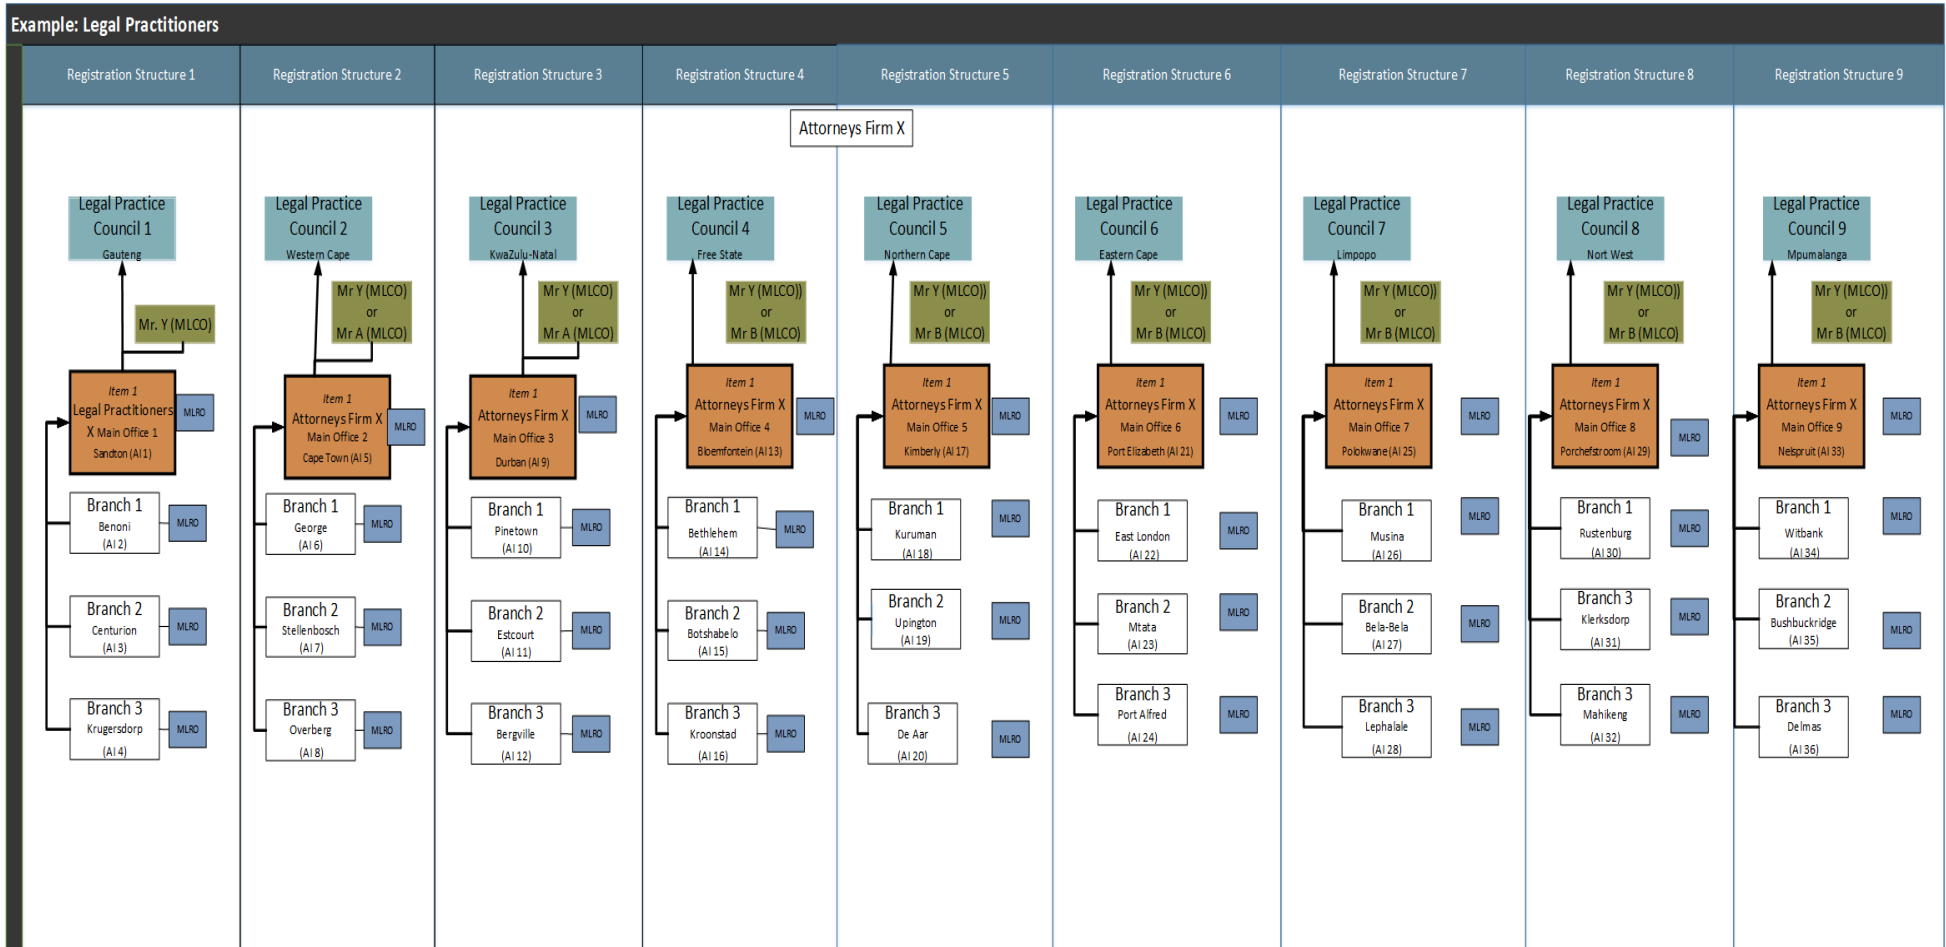 Example: Legal Practitioners
Registration Structure 1
Registration Structure 2
Registration Structure 3
Registration Structure 4
Registration Structure 5
Registration Structure 6
Registration Structure 7
Registration Structure 8
Registration Structure 9
Attorneys Firm X
Legal Practice
Council 1
Gauteng
Mr. Y (MLCO)
Item 1
Legal Practitioners
X Main Office 1
Sandton (AI 1)
MLRO
Branch 1
Benoni
(AI 2)
MLRO
Branch 2
Centurion
(AI 3)
MLRO
Branch 3
Krugersdorp
(AI 4)
MLRO
Legal Practice
Council 2
Western Cape
Mr Y (MLCO)
or
Mr A (MLCO)
Item 1
Attorneys Firm X
Main Office 2
Cape Town (AI 5)
MLRO
Branch 1
George
(AI 6)
MLRO
Branch 2
Stellenbosch
(AI 7)
MLRO
Branch 3
Overberg
(AI 8)
MLRO
Legal Practice
Council 3
KwaZulu-Natal
Mr Y (MLCO)
or
Mr A (MLCO)
Item 1
Attorneys Firm X
Main Office 3
Durban (AI 9)
MLRO
Branch 1
Pinetown
(AI 10)
MLRO
Branch 2
Estcourt
(AI 11)
MLRO
Branch 3
Bergville
(AI 12)
MLRO
Legal Practice
Council 4
Free State
Mr Y (MLCO))
or
Mr B (MLCO)
Item 1
Attorneys Firm X
Main Office 4
Bloemfontein (AI 13)
MLRO
Branch 1
Bethlehem
(AI 14)
MLRO
Branch 2
Botshabelo
(AI 15)
MLRO
Branch 3
Kroonstad
(AI 16)
MLRO
Legal Practice
Council 5
Northern Cape
Mr Y (MLCO))
or
Mr B (MLCO)
Item 1
Attorneys Firm X
Main Office 5
Kimberly (AI 17)
MLRO
Branch 1
Kuruman
(AI 18)
MLRO
Branch 2
Upington
(AI 19)
MLRO
Branch 3
De Aar
(AI 20)
MLRO
Legal Practice
Council 6
Eastern Cape
Mr Y (MLCO))
or
Mr B (MLCO)
Item 1
Attorneys Firm X
Main Office 6
Port Elizabeth (AI 21)
MLRO
Branch 1
East London
(AI 22)
MLRO
Branch 2
Mtata
(AI 23)
MLRO
Branch 3
Port Alfred
(AI 24)
MLRO
Legal Practice
Council 7
Limpopo
Mr Y (MLCO))
or
Mr B (MLCO)
Item 1
Attorneys Firm X
Main Office 7
Polokwane (AI 25)
MLRO
Branch 1
Musina
(AI 26)
MLRO
Branch 2
Bela-Bela
(AI 27)
MLRO
Branch 3
Lephalale
(AI 28)
MLRO
Legal Practice
Council 8
Nort West
Mr Y (MLCO))
or
Mr B (MLCO)
Item 1
Attorneys Firm X
Main Office 8
Porchefstroom (AI 29)
MLRO
Branch 1
Rustenburg
(AI 30)
MLRO
Branch 3
Klerksdorp
(AI 31)
MLRO
Branch 3
Mahikeng
(AI 32)
MLRO
Legal Practice
Council 9
Mpumalanga
Mr Y (MLCO))
or
Mr B (MLCO)
Item 1
Attorneys Firm X
Main Office 9
Nelspruit (AI 33)
MLRO
Branch 1
Witbank
(AI 34)
MLRO
Branch 2
Bushbuckridge
(AI 35)
MLRO
Branch 3
Delmas
(AI 36)
MLRO